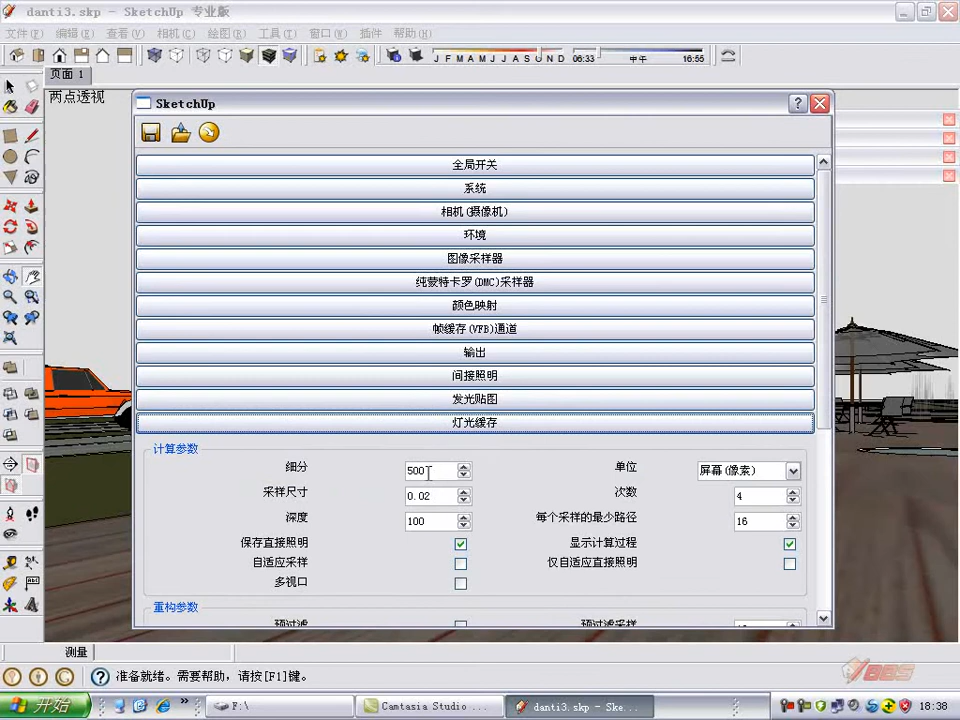 danti3.skp - SketchUp 专业版
文件(F) 编辑(E) 查看(V) 相机(C) 绘图(R) 工具(T) 窗口(W) 插件 帮助(H)
J F M A M J J A S O N D 06:33 中午 16:55
页面 1
两点透视
SketchUp
全局开关
系统
相机(摄像机)
环境
图像采样器
纯蒙特卡罗(DMC)采样器
颜色映射
帧缓存(VFB)通道
输出
间接照明
发光贴图
灯光缓存
计算参数
细分 500 单位 屏幕(像素)
采样尺寸 0.02 次数 4
深度 100 每个采样的最少路径 16
保存直接照明 显示计算过程
自适应采样 仅自适应直接照明
多视口
重构参数
预过滤 预过滤采样
测量
准备就绪。需要帮助，请按[F1]键。
BBS
开始 F:\ Camtasia Studio ... danti3.skp - Ske... 18:38